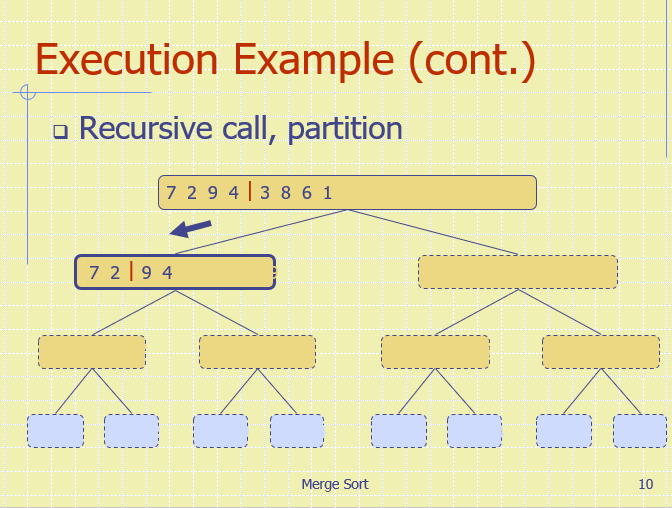 Execution Example (cont.)
Recursive call, partition
7 2 9 4 | 3 8 6 1
7 2 | 9 4
Merge Sort
10